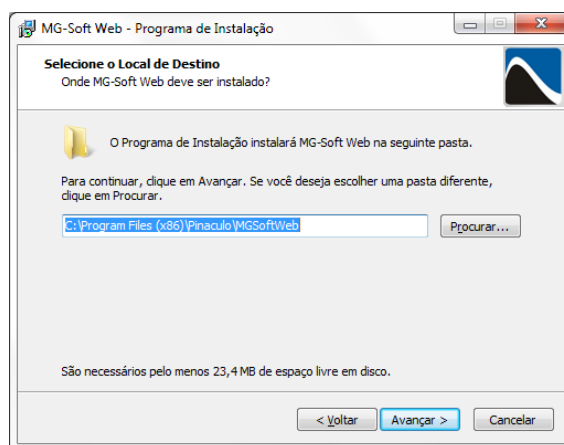 MG-Soft Web - Programa de Instalação
Selecione o Local de Destino
Onde MG-Soft Web deve ser instalado?
O Programa de Instalação instalará MG-Soft Web na seguinte pasta.
Para continuar, clique em Avançar. Se você deseja escolher uma pasta diferente,
clique em Procurar.
C:\Program Files (x86)\Pinaculo\MGSoftWeb
Procurar...
São necessários pelo menos 23,4 MB de espaço livre em disco.
< Voltar
Avançar >
Cancelar